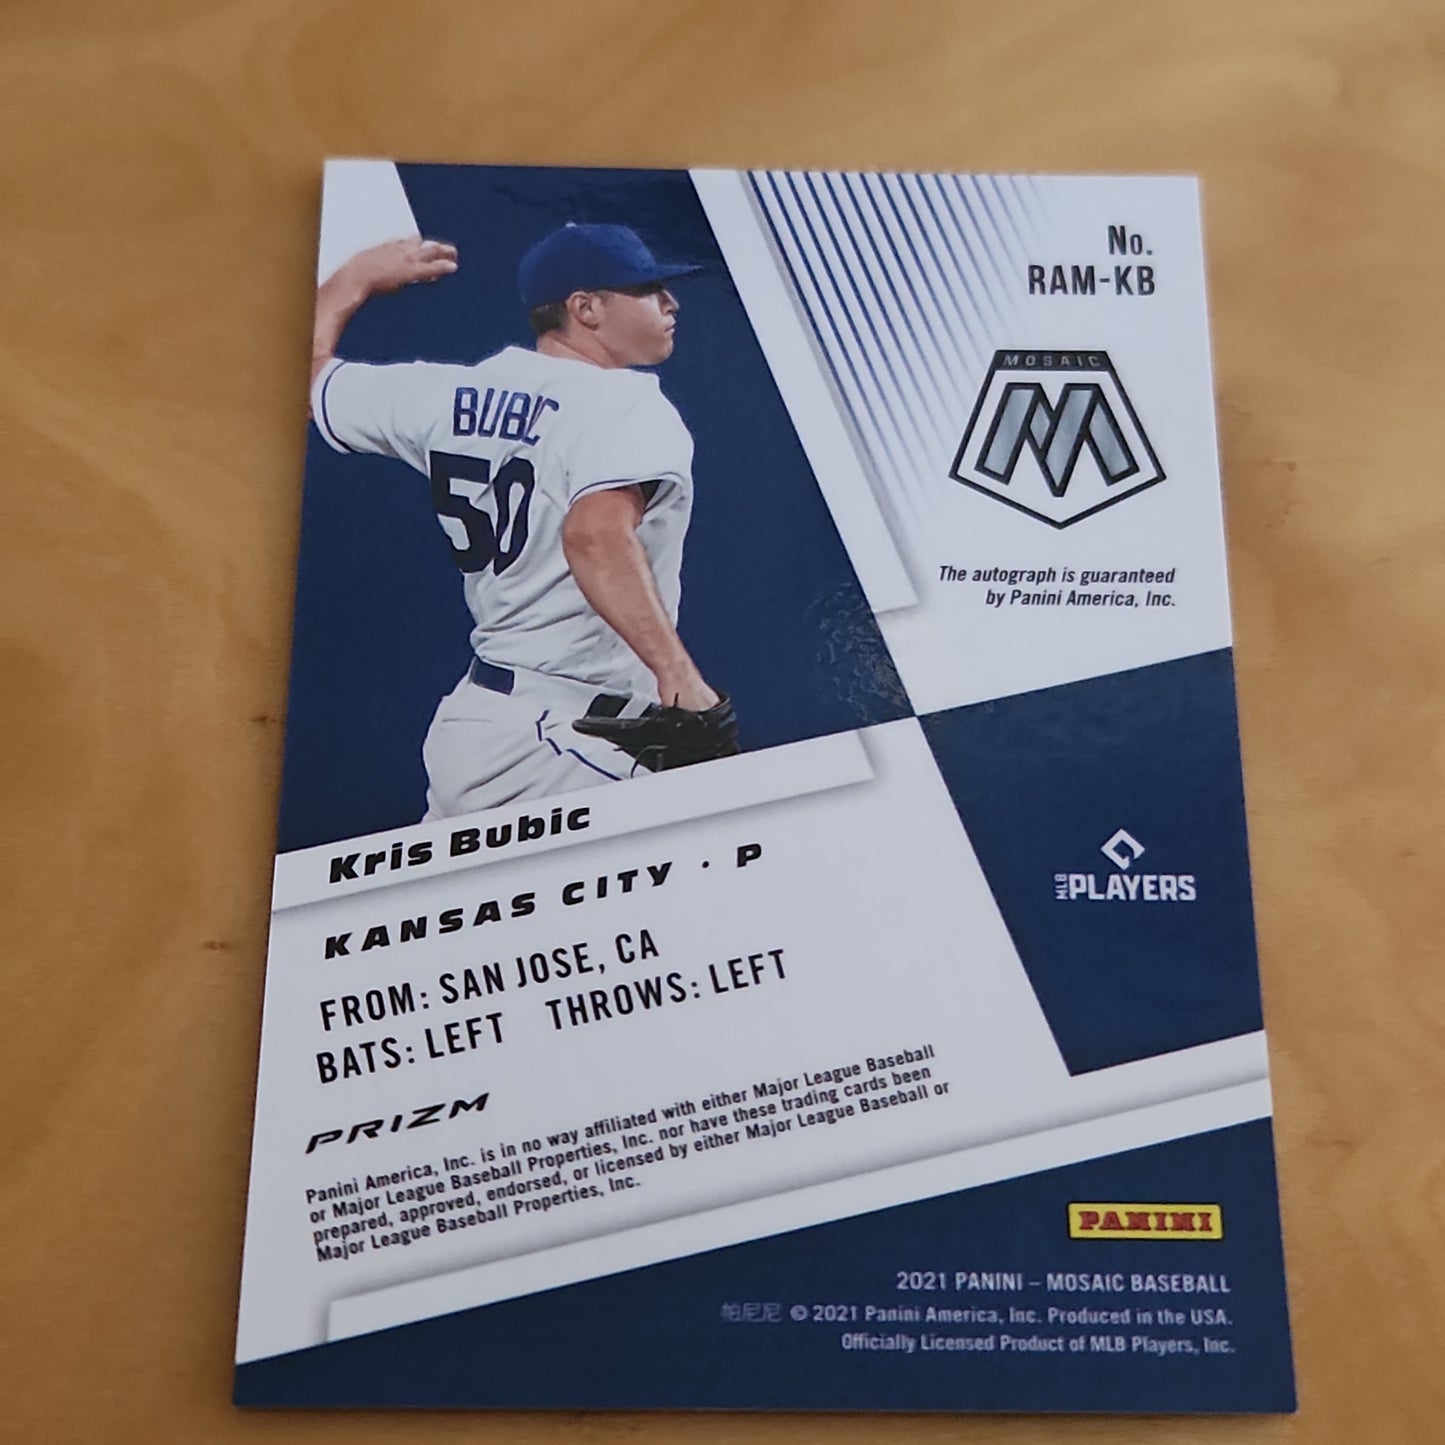 No.
RAM-KB
MOSAIC
M
The autograph is guaranteed
by Panini America, Inc.
BUBIC
50
MLB PLAYERS
Kris Bubic
KANSAS CITY · P
FROM: SAN JOSE, CA
BATS: LEFT THROWS: LEFT
PRIZM
Panini America, Inc. is in no way affiliated with either Major League Baseball
or Major League Baseball Properties, Inc. nor have these trading cards been
prepared, approved, endorsed, or licensed by either Major League Baseball or
Major League Baseball Properties, Inc.
PANINI
2021 PANINI – MOSAIC BASEBALL
帕尼尼 © 2021 Panini America, Inc. Produced in the USA.
Officially Licensed Product of MLB Players, Inc.